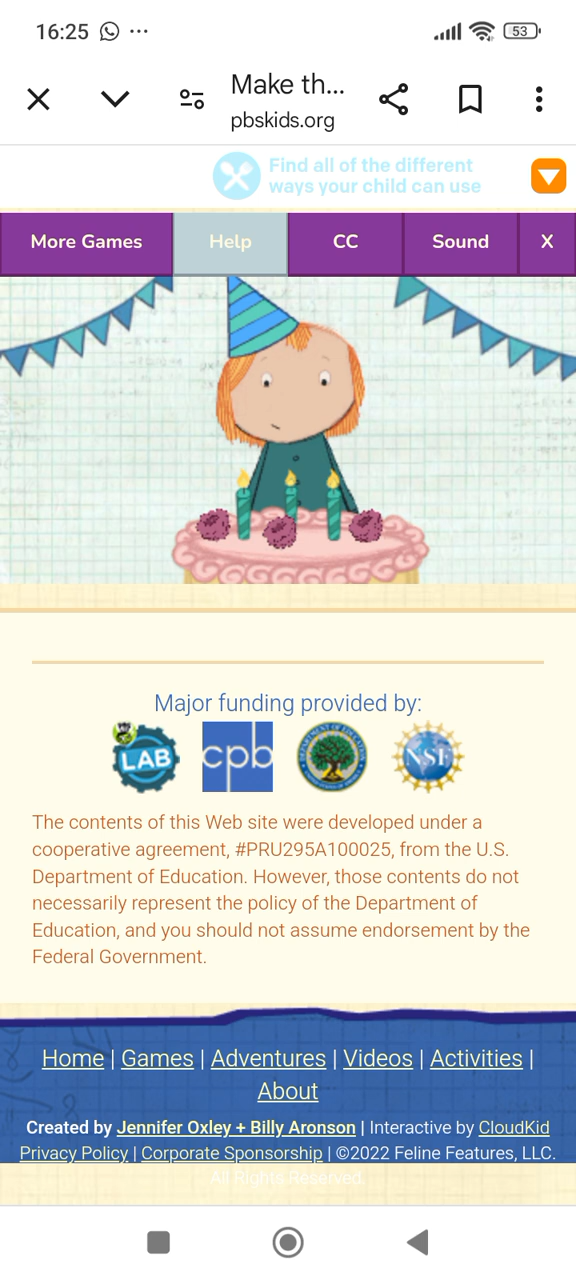 16:25
53
Make th...
pbskids.org
Find all of the different
ways your child can use
More Games
Help
CC
Sound
X
Major funding provided by:
LAB
cpb
NSF
The contents of this Web site were developed under a
cooperative agreement, #PRU295A100025, from the U.S.
Department of Education. However, those contents do not
necessarily represent the policy of the Department of
Education, and you should not assume endorsement by the
Federal Government.
Home | Games | Adventures | Videos | Activities |
About
Created by Jennifer Oxley + Billy Aronson | Interactive by CloudKid
Privacy Policy | Corporate Sponsorship | ©2022 Feline Features, LLC.
All Rights Reserved.